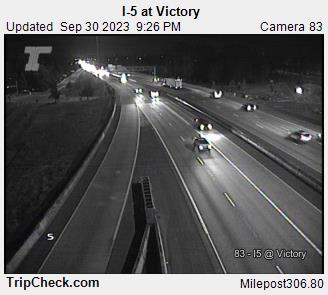 I-5 at Victory
Updated Sep 30 2023 9:26 PM Camera 83
T
S
83 - I5 @ Victory
TripCheck.com Milepost306.80